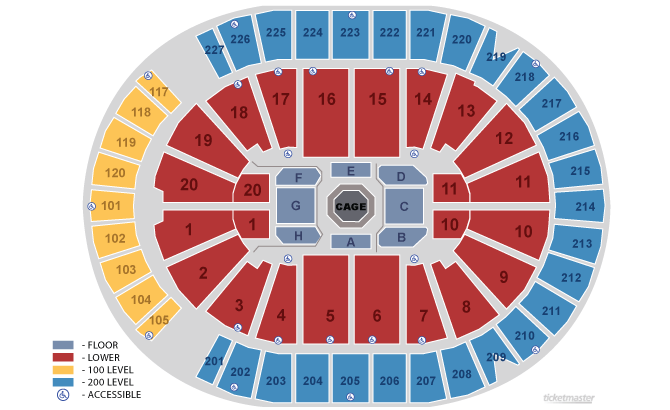 225 224 223 222 221
227 226 220 219
218
117 18 17 16 15 14 13 217
118 19 12 216
119
120 20 20 F E D 11 11 215
101 G CAGE C 214
102 1 1 H A B 10 10 213
103 2 9 212
104 3 4 5 6 7 8 211
105 210
201 202 203 204 205 206 207 208 209
- FLOOR
- LOWER
- 100 LEVEL
- 200 LEVEL
- ACCESSIBLE
ticketmaster